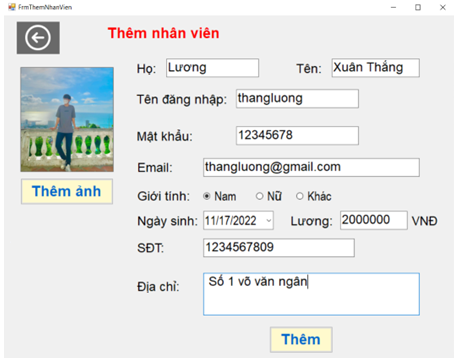 FrmThemNhanVien
Thêm nhân viên
Họ: Lương Tên: Xuân Thắng
Tên đăng nhập: thangluong
Mật khẩu: 12345678
Email: thangluong@gmail.com
Thêm ảnh
Giới tính: Nam Nữ Khác
Ngày sinh: 11/17/2022 Lương: 2000000 VNĐ
SĐT: 1234567809
Địa chỉ: Số 1 võ văn ngân
Thêm